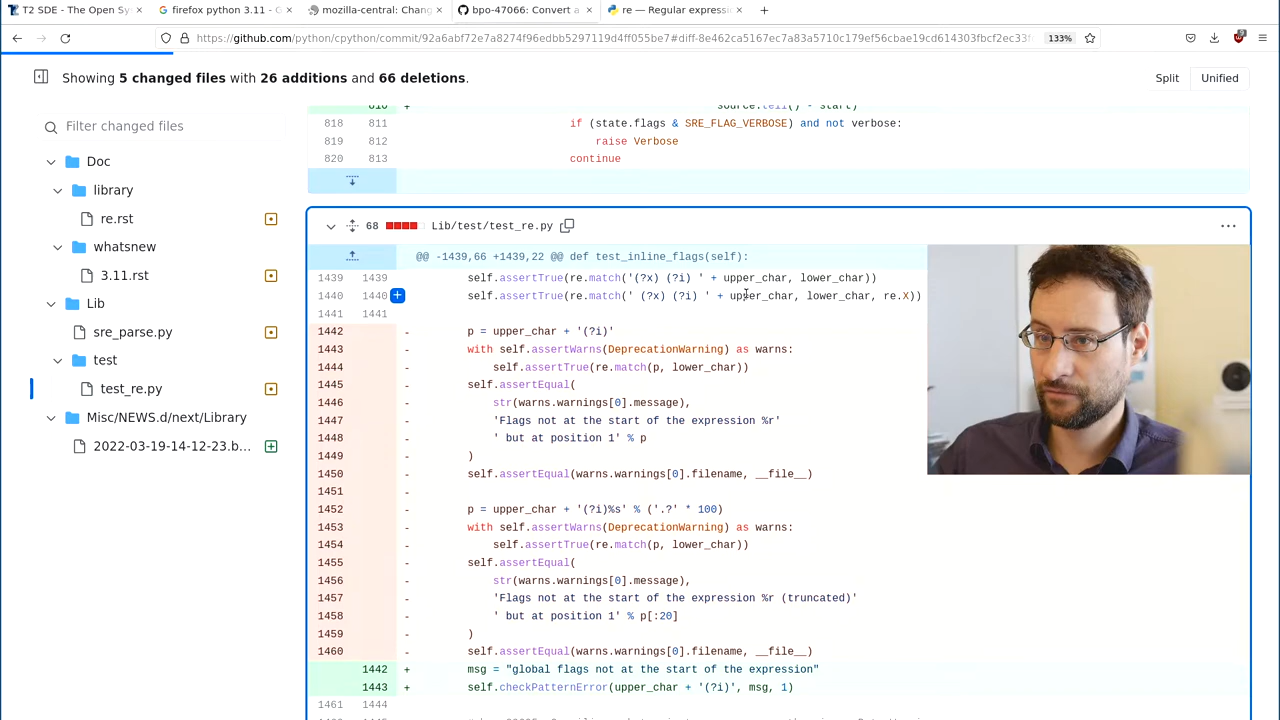 T2 SDE - The Open Sy
firefox python 3.11 - G
mozilla-central: Chang
bpo-47066: Convert a
re — Regular expressi
https://github.com/python/cpython/commit/92a6abf72e7a8274f96edbb5297119d4ff055be7#diff-8e462ca5167ec7a83a5710c179ef56cbae19cd614303fbcf2ec33f
133%
Showing 5 changed files with 26 additions and 66 deletions.
Split
Unified
Filter changed files
Doc
library
re.rst
whatsnew
3.11.rst
Lib
sre_parse.py
test
test_re.py
Misc/NEWS.d/next/Library
2022-03-19-14-12-23.b...
816 + source.tell() - start)
818 811 if (state.flags & SRE_FLAG_VERBOSE) and not verbose:
819 812 raise Verbose
820 813 continue
68 Lib/test/test_re.py
@@ -1439,66 +1439,22 @@ def test_inline_flags(self):
1439 1439 self.assertTrue(re.match('(?x) (?i) ' + upper_char, lower_char))
1440 1440 self.assertTrue(re.match(' (?x) (?i) ' + upper_char, lower_char, re.X))
1441 1441
1442 - p = upper_char + '(?i)'
1443 - with self.assertWarns(DeprecationWarning) as warns:
1444 - self.assertTrue(re.match(p, lower_char))
1445 - self.assertEqual(
1446 - str(warns.warnings[0].message),
1447 - 'Flags not at the start of the expression %r'
1448 - ' but at position 1' % p
1449 - )
1450 - self.assertEqual(warns.warnings[0].filename, __file__)
1451 -
1452 - p = upper_char + '(?i)%s' % ('.?' * 100)
1453 - with self.assertWarns(DeprecationWarning) as warns:
1454 - self.assertTrue(re.match(p, lower_char))
1455 - self.assertEqual(
1456 - str(warns.warnings[0].message),
1457 - 'Flags not at the start of the expression %r (truncated)'
1458 - ' but at position 1' % p[:20]
1459 - )
1460 - self.assertEqual(warns.warnings[0].filename, __file__)
1442 + msg = "global flags not at the start of the expression"
1443 + self.checkPatternError(upper_char + '(?i)', msg, 1)
1461 1444